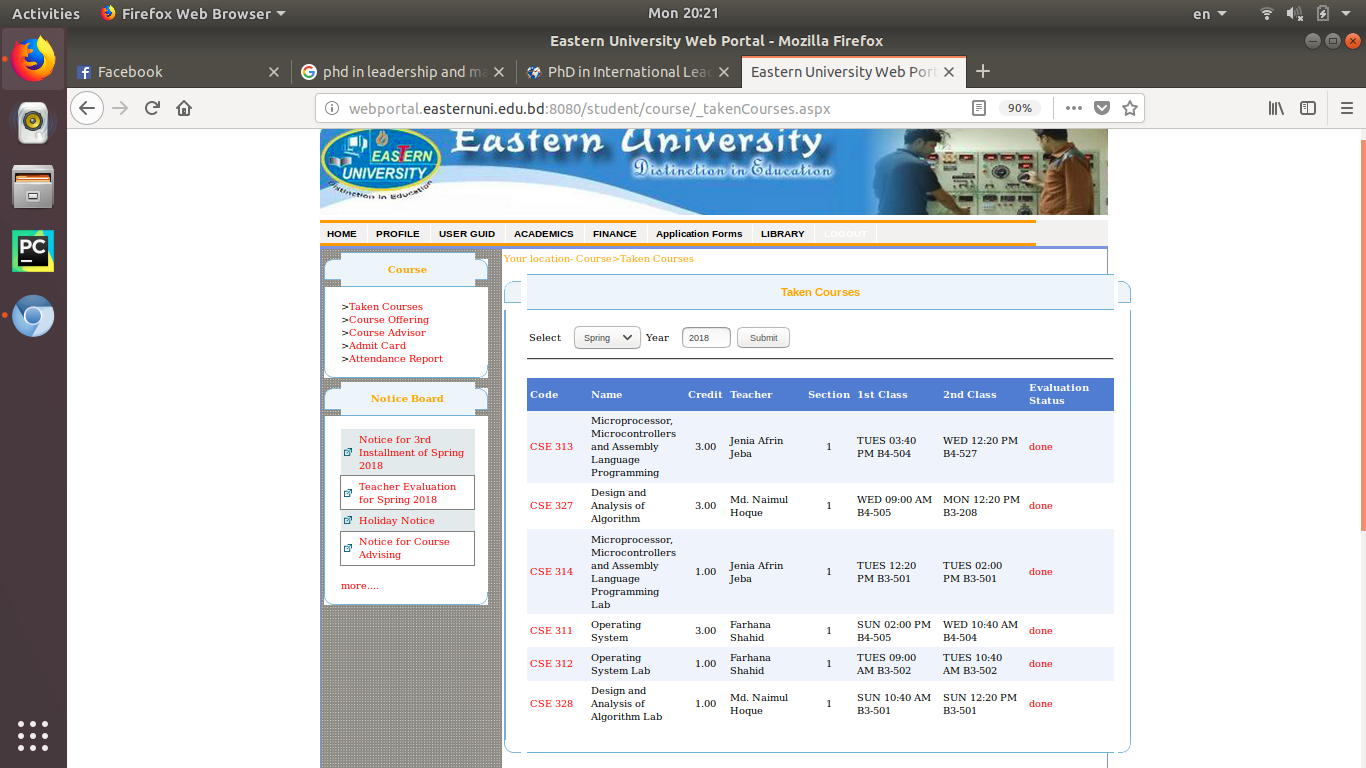 Activities Firefox Web Browser Mon 20:21 en
Eastern University Web Portal - Mozilla Firefox
Facebook phd in leadership and ma PhD in International Lea Eastern University Web Port
webportal.easternuni.edu.bd:8080/student/course/_takenCourses.aspx 90%
EASTERN UNIVERSITY
Distinction in Education
Eastern University
Distinction in Education
HOME PROFILE USER GUID ACADEMICS FINANCE Application Forms LIBRARY LOGOUT
Course
>Taken Courses
>Course Offering
>Course Advisor
>Admit Card
>Attendance Report
Notice Board
Notice for 3rd
Installment of Spring
2018
Teacher Evaluation
for Spring 2018
Holiday Notice
Notice for Course
Advising
more....
Your location- Course>Taken Courses
Taken Courses
Select Spring Year 2018 Submit
Code Name Credit Teacher Section 1st Class 2nd Class Evaluation Status
CSE 313 Microprocessor, Microcontrollers and Assembly Language Programming 3.00 Jenia Afrin Jeba 1 TUES 03:40 PM B4-504 WED 12:20 PM B4-527 done
CSE 327 Design and Analysis of Algorithm 3.00 Md. Naimul Hoque 1 WED 09:00 AM B4-505 MON 12:20 PM B3-208 done
CSE 314 Microprocessor, Microcontrollers and Assembly Language Programming Lab 1.00 Jenia Afrin Jeba 1 TUES 12:20 PM B3-501 TUES 02:00 PM B3-501 done
CSE 311 Operating System 3.00 Farhana Shahid 1 SUN 02:00 PM B4-505 WED 10:40 AM B4-504 done
CSE 312 Operating System Lab 1.00 Farhana Shahid 1 TUES 09:00 AM B3-502 TUES 10:40 AM B3-502 done
CSE 328 Design and Analysis of Algorithm Lab 1.00 Md. Naimul Hoque 1 SUN 10:40 AM B3-501 SUN 12:20 PM B3-501 done
PC